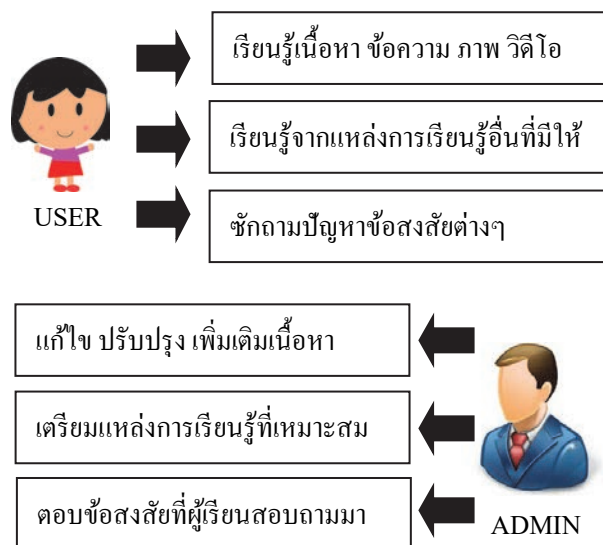 เรียนรู้เนื้อหา ข้อความ ภาพ วิดีโอ
เรียนรู้จากแหล่งการเรียนรู้อื่นที่มีให้
USER
ซักถามปัญหาข้อสงสัยต่างๆ
แก้ไข ปรับปรุง เพิ่มเติมเนื้อหา
เตรียมแหล่งการเรียนรู้ที่เหมาะสม
ตอบข้อสงสัยที่ผู้เรียนสอบถามมา
ADMIN